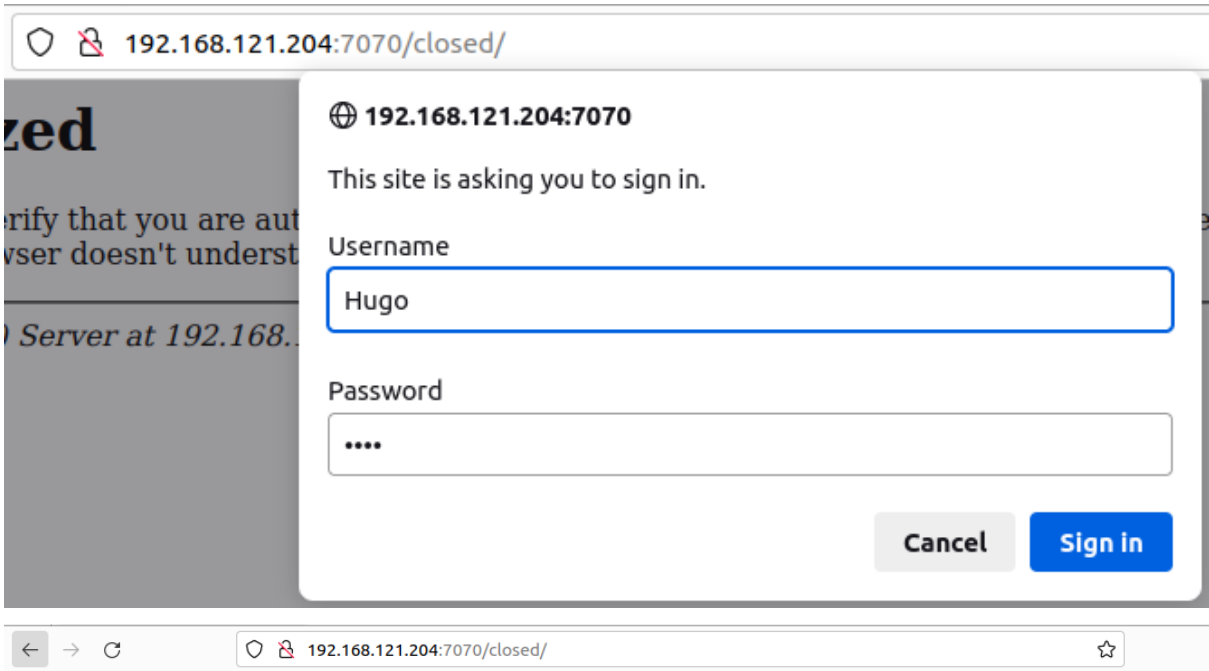 192.168.121.204:7070/closed/
192.168.121.204:7070
zed
This site is asking you to sign in.
erify that you are aut
wser doesn't underst
Username
Hugo
) Server at 192.168.
Password
••••
Cancel
Sign in
192.168.121.204:7070/closed/